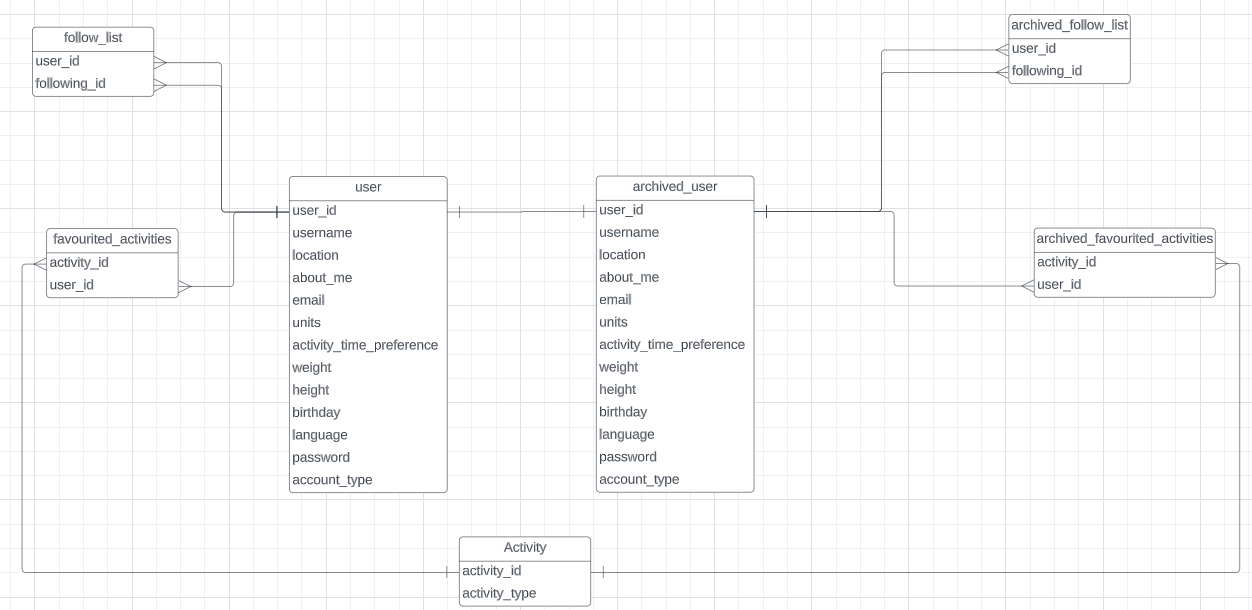 follow_list
user_id
following_id
archived_follow_list
user_id
following_id
user
user_id
username
location
about_me
email
units
activity_time_preference
weight
height
birthday
language
password
account_type
archived_user
user_id
username
location
about_me
email
units
activity_time_preference
weight
height
birthday
language
password
account_type
favourited_activities
activity_id
user_id
archived_favourited_activities
activity_id
user_id
Activity
activity_id
activity_type